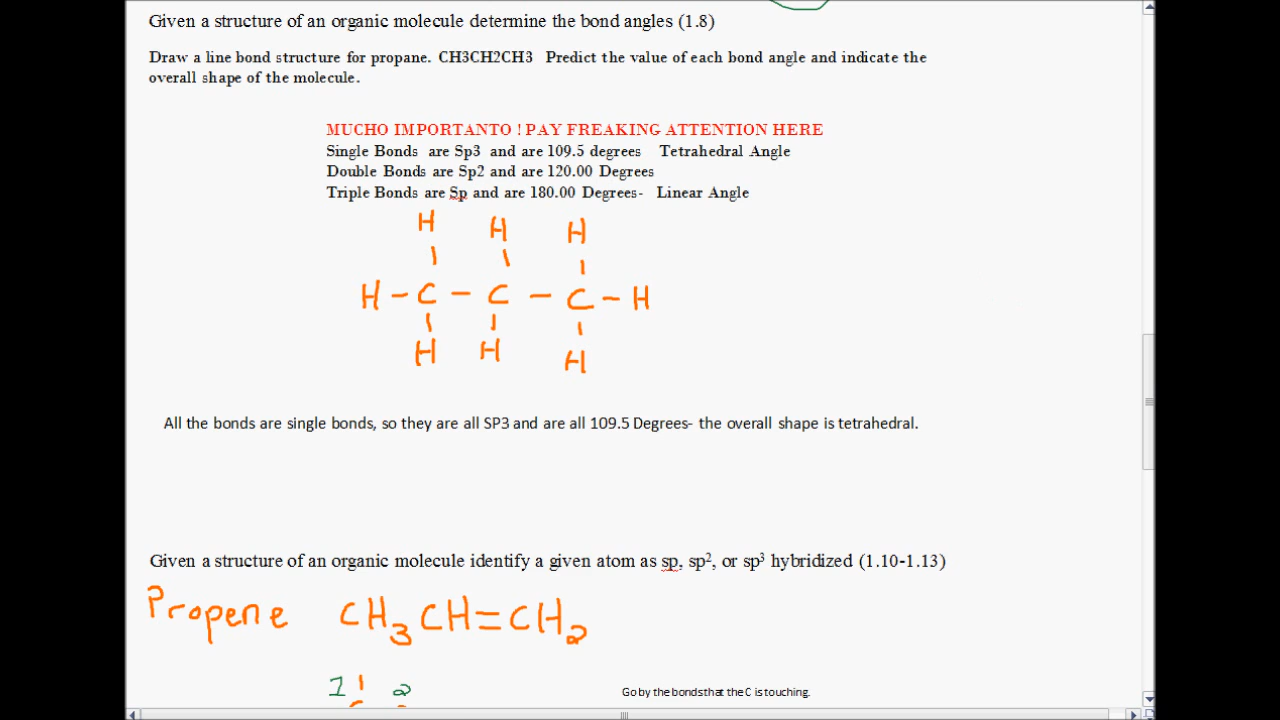 Given a structure of an organic molecule determine the bond angles (1.8)
Draw a line bond structure for propane. CH3CH2CH3 Predict the value of each bond angle and indicate the
overall shape of the molecule.
MUCHO IMPORTANTO ! PAY FREAKING ATTENTION HERE
Single Bonds are Sp3 and are 109.5 degrees Tetrahedral Angle
Double Bonds are Sp2 and are 120.00 Degrees
Triple Bonds are Sp and are 180.00 Degrees- Linear Angle
H H H
H - C - C - C - H
H H H
All the bonds are single bonds, so they are all SP3 and are all 109.5 Degrees- the overall shape is tetrahedral.
Given a structure of an organic molecule identify a given atom as sp, sp², or sp³ hybridized (1.10-1.13)
Propene CH₃CH=CH₂
1 2
Go by the bonds that the C is touching.